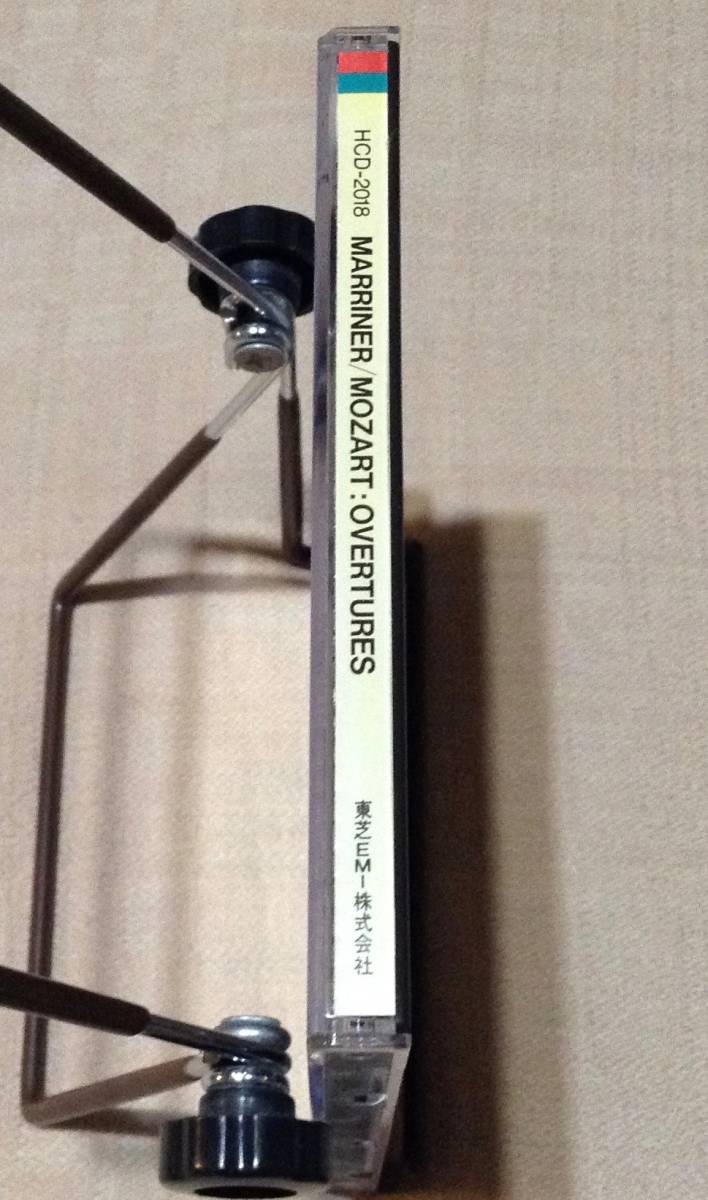 HCD-2018 MARRINER/MOZART:OVERTURES
東芝EMI株式会社